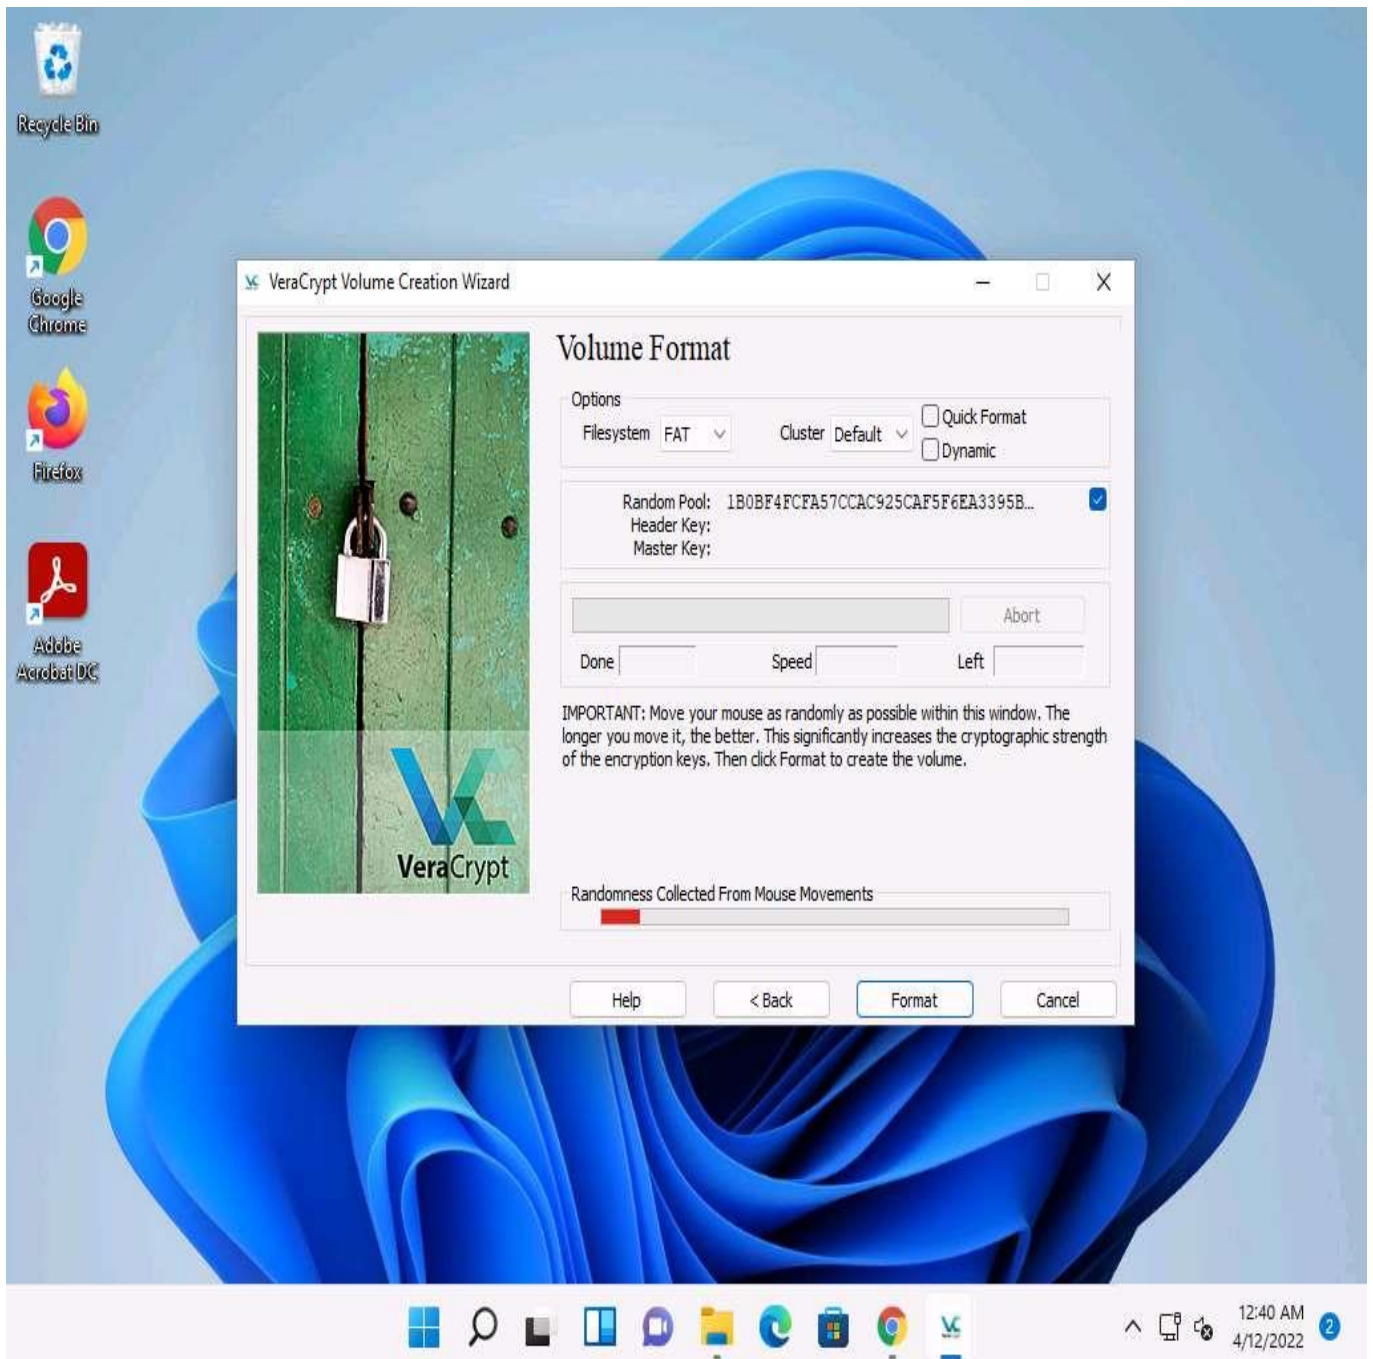 Recycle Bin
Google
Chrome
Firefox
Adobe
Acrobat DC
VeraCrypt Volume Creation Wizard
Volume Format
Options
Filesystem FAT Cluster Default Quick Format
Dynamic
Random Pool: 1B0BF4FCFA57CCAC925CAF5F6EA3395B...
Header Key:
Master Key:
Abort
Done Speed Left
IMPORTANT: Move your mouse as randomly as possible within this window. The
longer you move it, the better. This significantly increases the cryptographic strength
of the encryption keys. Then click Format to create the volume.
VeraCrypt
Randomness Collected From Mouse Movements
Help < Back Format Cancel
12:40 AM
4/12/2022
2